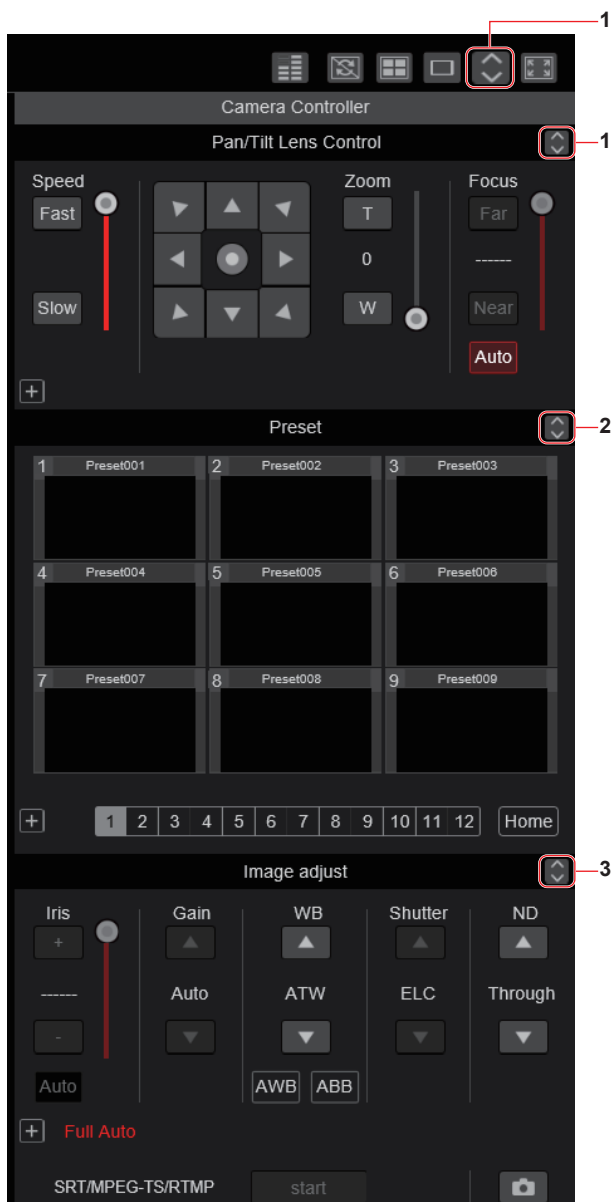 1
Camera Controller
Pan/Tilt Lens Control
1
Speed
Zoom
Focus
Fast
T
Far
0
------
Slow
W
Near
Auto
+
Preset
2
1 Preset001
2 Preset002
3 Preset003
4 Preset004
5 Preset005
6 Preset006
7 Preset007
8 Preset008
9 Preset009
+ 1 2 3 4 5 6 7 8 9 10 11 12 Home
Image adjust
3
Iris
Gain
WB
Shutter
ND
+
------
Auto
ATW
ELC
Through
-
Auto
AWB
ABB
+ Full Auto
SRT/MPEG-TS/RTMP
start